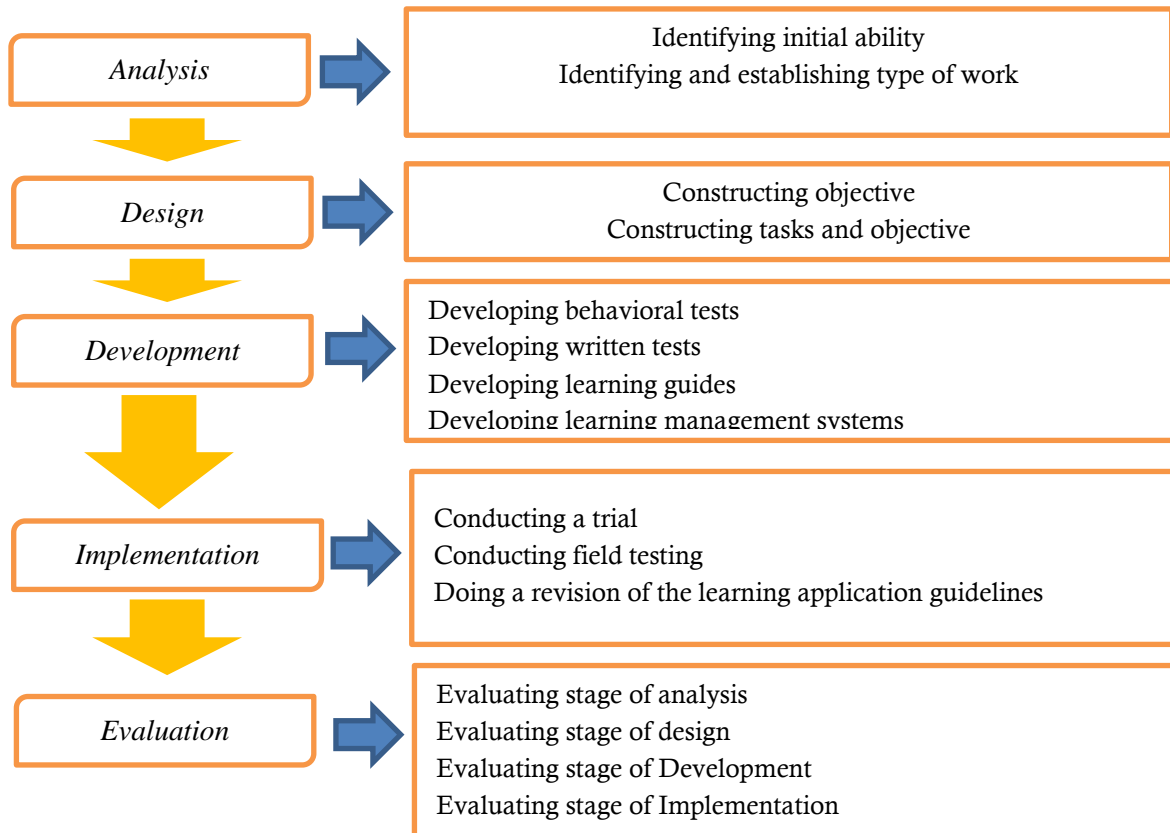 Analysis
Identifying initial ability
Identifying and establishing type of work
Design
Constructing objective
Constructing tasks and objective
Development
Developing behavioral tests
Developing written tests
Developing learning guides
Developing learning management systems
Implementation
Conducting a trial
Conducting field testing
Doing a revision of the learning application guidelines
Evaluation
Evaluating stage of analysis
Evaluating stage of design
Evaluating stage of Development
Evaluating stage of Implementation